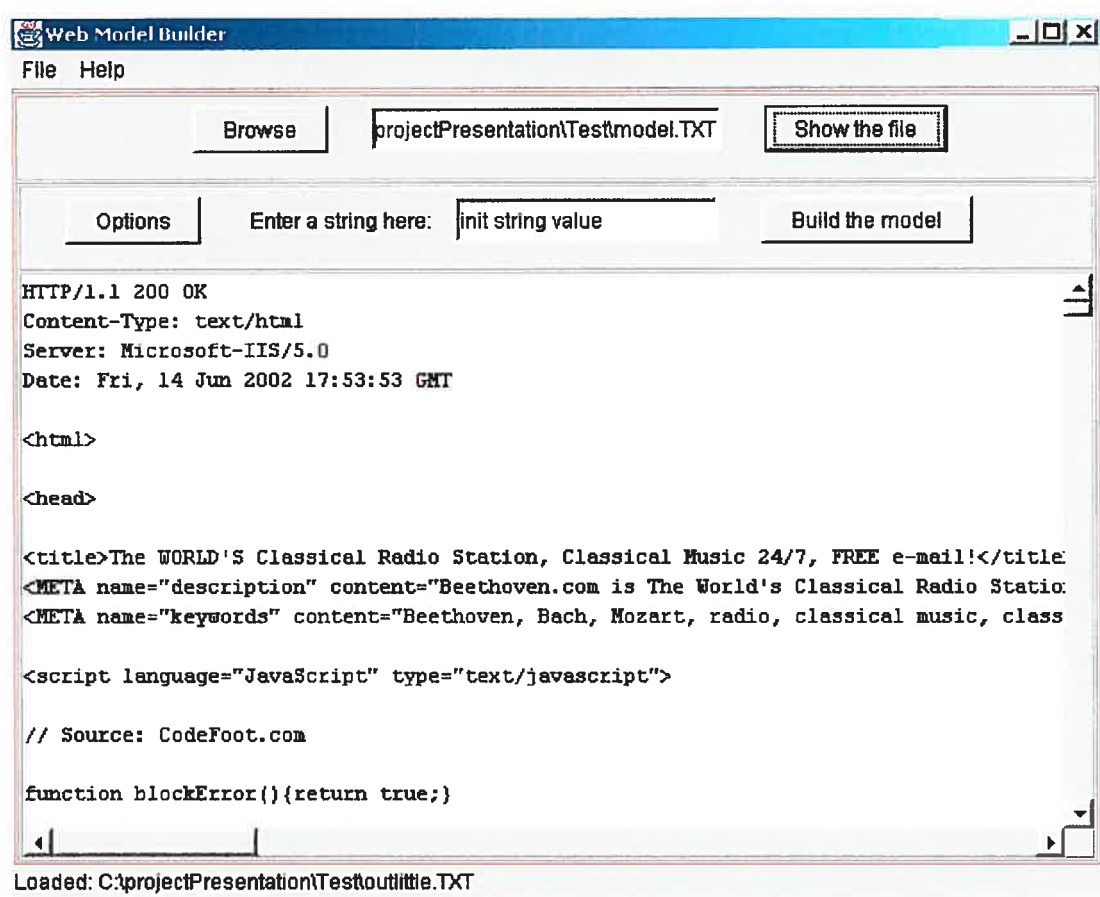 Web Model Builder
File Help
Browse projectPresentation\Test\model.TXT Show the file
Options Enter a string here: init string value Build the model
HTTP/1.1 200 OK
Content-Type: text/html
Server: Microsoft-IIS/5.0
Date: Fri, 14 Jun 2002 17:53:53 GMT
<html>
<head>
<title>The WORLD'S Classical Radio Station, Classical Music 24/7, FREE e-mail!</title
<META name="description" content="Beethoven.com is The World's Classical Radio Statio
<META name="keywords" content="Beethoven, Bach, Mozart, radio, classical music, class
<script language="JavaScript" type="text/javascript">
// Source: CodeFoot.com
function blockError(){return true;}
Loaded: C:\projectPresentation\Test\outlittle.TXT